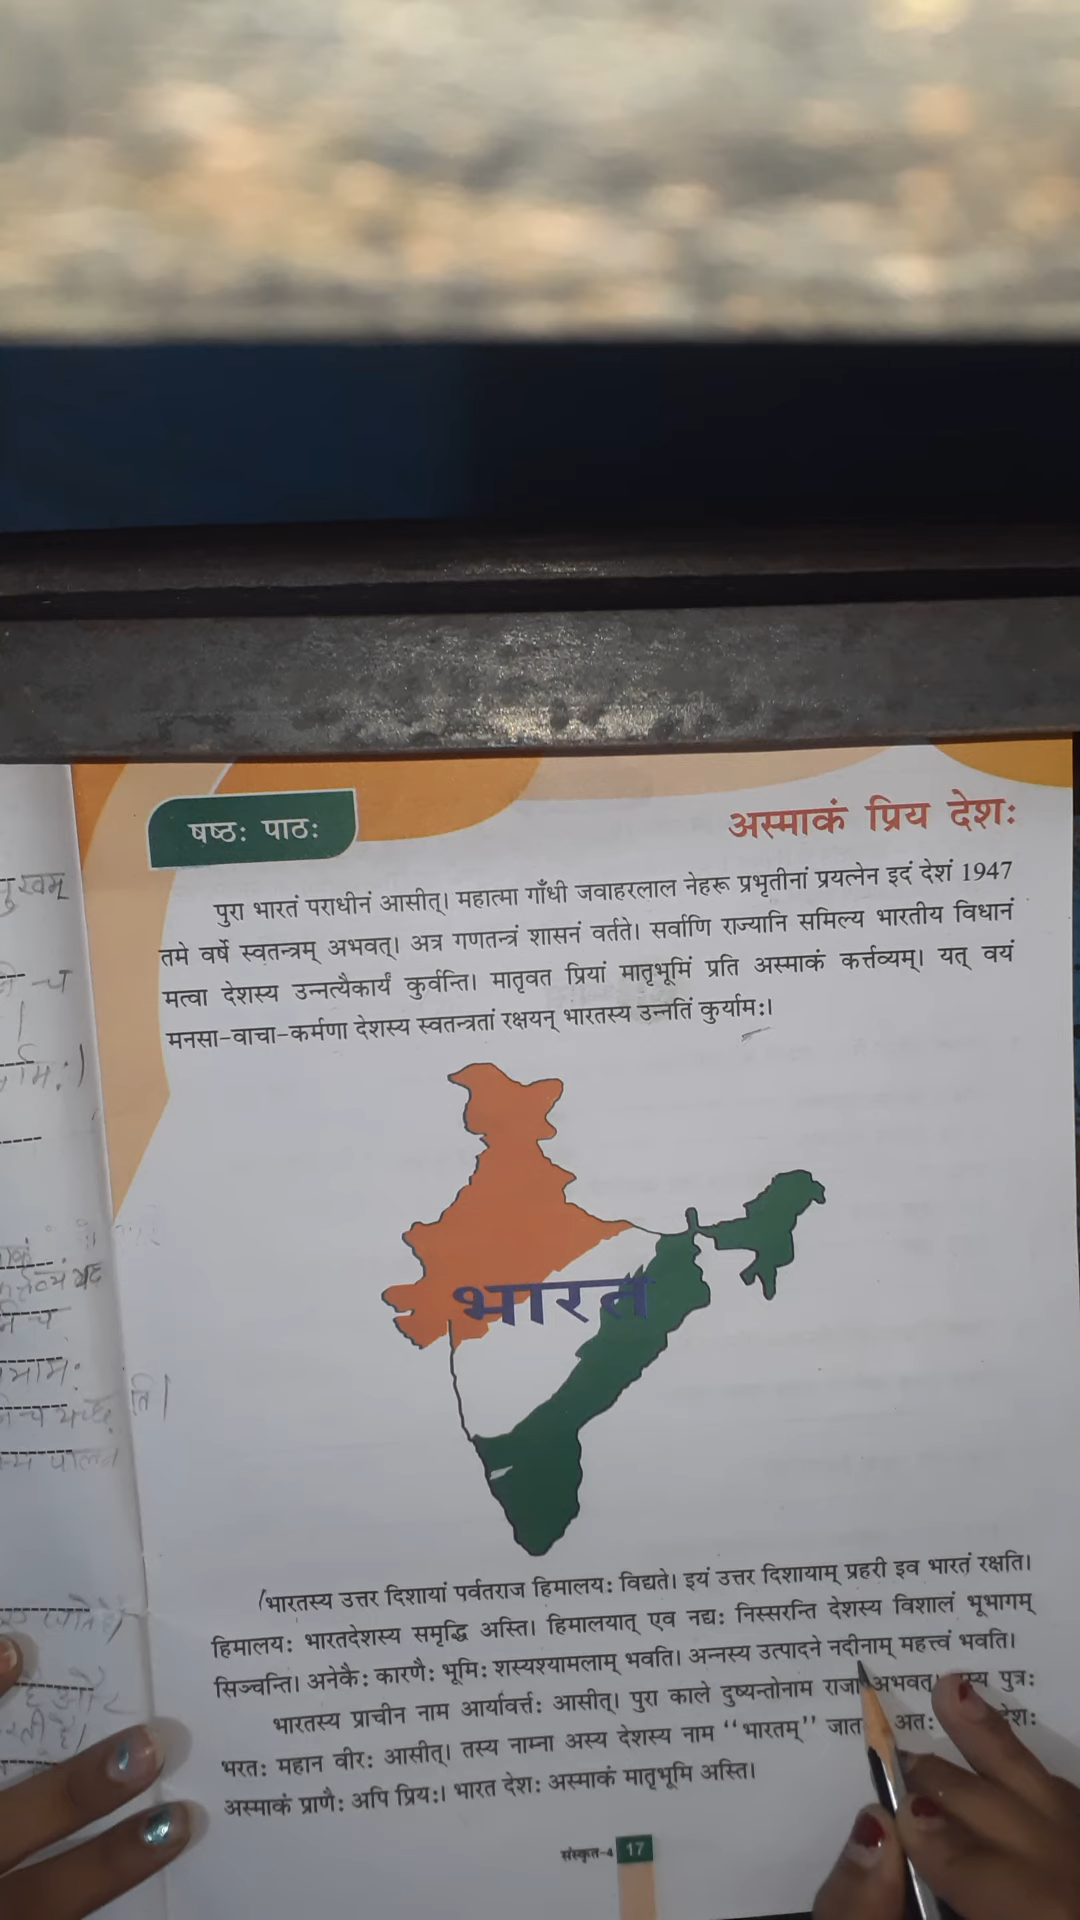 षष्ठः पाठः
अस्माकं प्रिय देशः
पुरा भारतं पराधीनं आसीत्। महात्मा गाँधी जवाहरलाल नेहरू प्रभृतीनां प्रयत्नेन इदं देशं 1947
तमे वर्षे स्वतन्त्रम् अभवत्। अत्र गणतन्त्रं शासनं वर्तते। सर्वाणि राज्यानि समिल्य भारतीय विधानं
मत्वा देशस्य उन्नत्यैकार्यं कुर्वन्ति। मातृवत प्रियां मातृभूमिं प्रति अस्माकं कर्त्तव्यम्। यत् वयं
मनसा-वाचा-कर्मणा देशस्य स्वतन्त्रतां रक्षयन् भारतस्य उन्नतिं कुर्यामः।
भारत
भारतस्य उत्तर दिशायां पर्वतराज हिमालयः विद्यते। इयं उत्तर दिशायाम् प्रहरी इव भारतं रक्षति।
हिमालयः भारतदेशस्य समृद्धि अस्ति। हिमालयात् एव नद्यः निस्सरन्ति देशस्य विशालं भूभागम्
सिञ्चन्ति। अनेकैः कारणैः भूमिः शस्यश्यामलाम् भवति। अन्नस्य उत्पादने नदीनाम् महत्त्वं भवति।
भारतस्य प्राचीन नाम आर्यावर्त्तः आसीत्। पुरा काले दुष्यन्तोनाम राजा अभवत् पुत्रः
भरतः महान वीरः आसीत्। तस्य नाम्ना अस्य देशस्य नाम "भारतम्" जात अतः
अस्माकं प्राणैः अपि प्रियः। भारत देशः अस्माकं मातृभूमि अस्ति।
संस्कृत-4 17